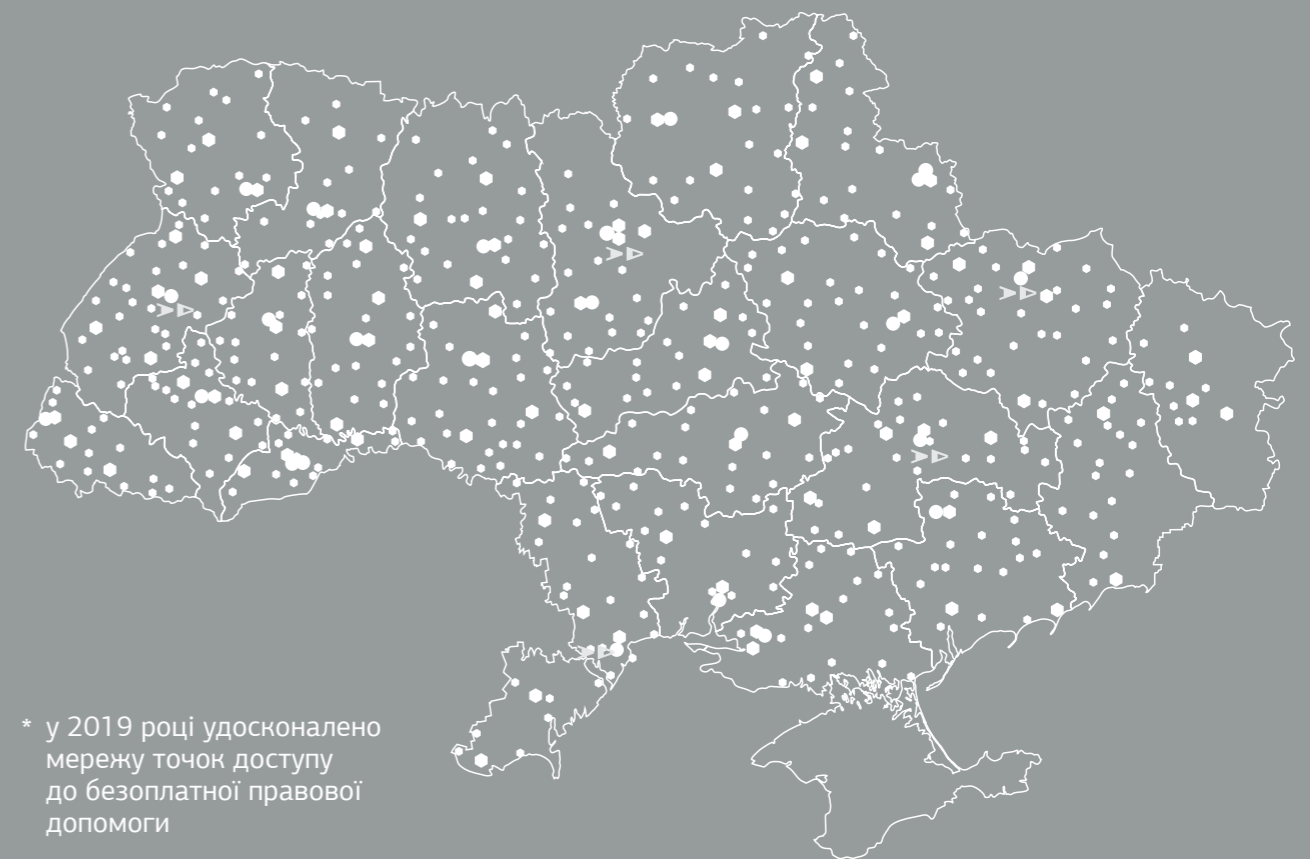 * у 2019 році удосконалено
мережу точок доступу
до безоплатної правової
допомоги